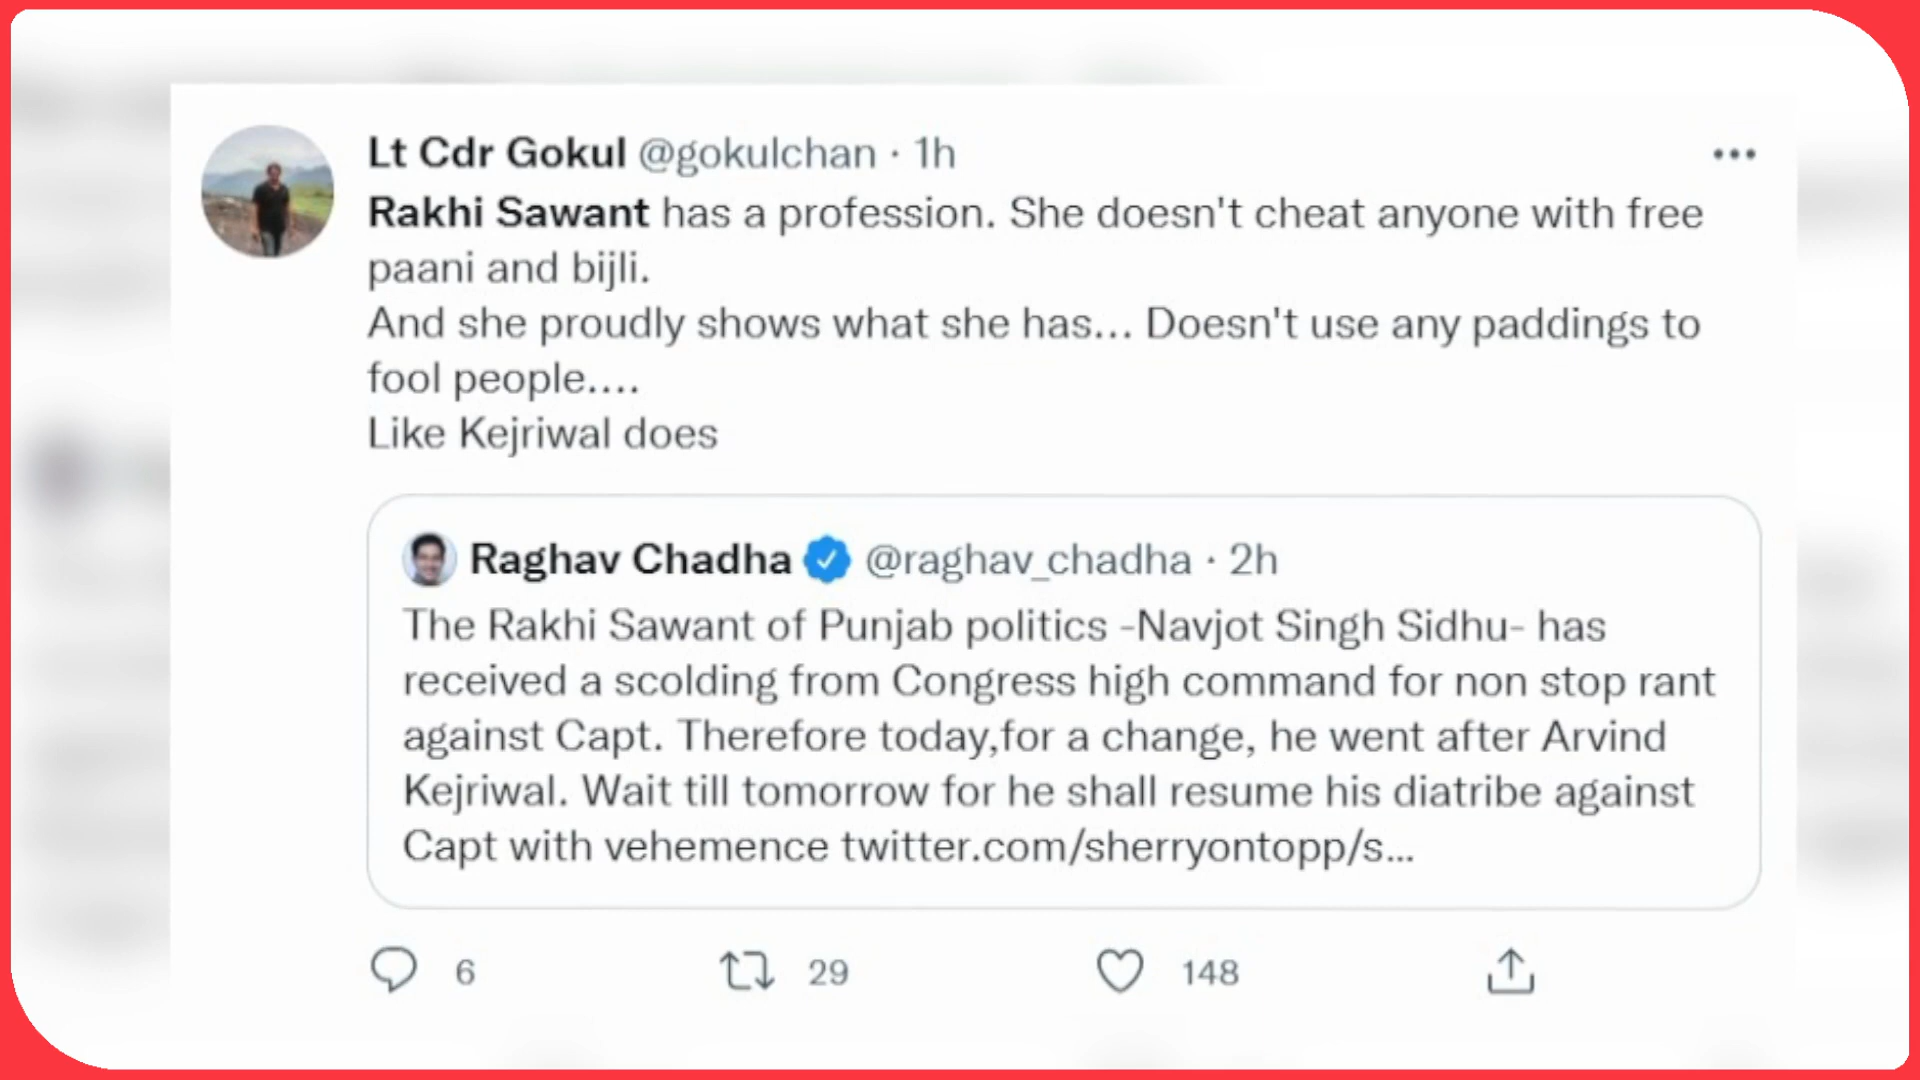 Lt Cdr Gokul @gokulchan · 1h
Rakhi Sawant has a profession. She doesn't cheat anyone with free
paani and bijli.
And she proudly shows what she has... Doesn't use any paddings to
fool people....
Like Kejriwal does
Raghav Chadha @raghav_chadha · 2h
The Rakhi Sawant of Punjab politics -Navjot Singh Sidhu- has
received a scolding from Congress high command for non stop rant
against Capt. Therefore today,for a change, he went after Arvind
Kejriwal. Wait till tomorrow for he shall resume his diatribe against
Capt with vehemence twitter.com/sherryontopp/s...
6 29 148